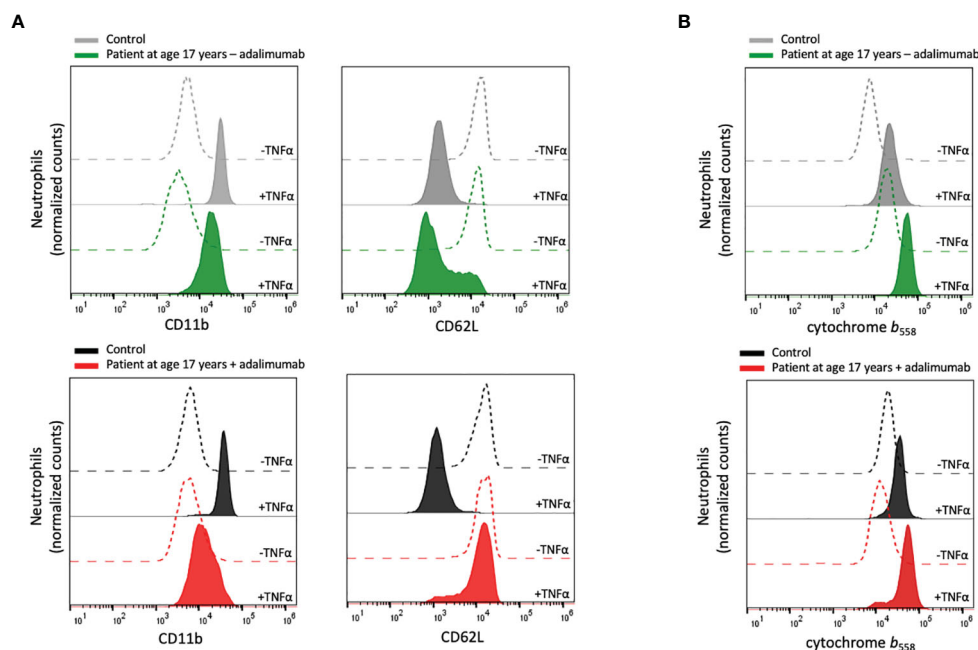 A
Control
Patient at age 17 years – adalimumab
Neutrophils
(normalized counts)
-TNFα
+TNFα
-TNFα
+TNFα
10¹ 10² 10³ 10⁴ 10⁵ 10⁶
CD11b
-TNFα
+TNFα
-TNFα
+TNFα
10¹ 10² 10³ 10⁴ 10⁵ 10⁶
CD62L
Control
Patient at age 17 years + adalimumab
Neutrophils
(normalized counts)
-TNFα
+TNFα
-TNFα
+TNFα
10¹ 10² 10³ 10⁴ 10⁵ 10⁶
CD11b
-TNFα
+TNFα
-TNFα
+TNFα
10¹ 10² 10³ 10⁴ 10⁵ 10⁶
CD62L
B
Control
Patient at age 17 years – adalimumab
Neutrophils
(normalized counts)
-TNFα
+TNFα
-TNFα
+TNFα
10¹ 10² 10³ 10⁴ 10⁵ 10⁶
cytochrome b₅₅₈
Control
Patient at age 17 years + adalimumab
Neutrophils
(normalized counts)
-TNFα
+TNFα
-TNFα
+TNFα
10¹ 10² 10³ 10⁴ 10⁵ 10⁶
cytochrome b₅₅₈